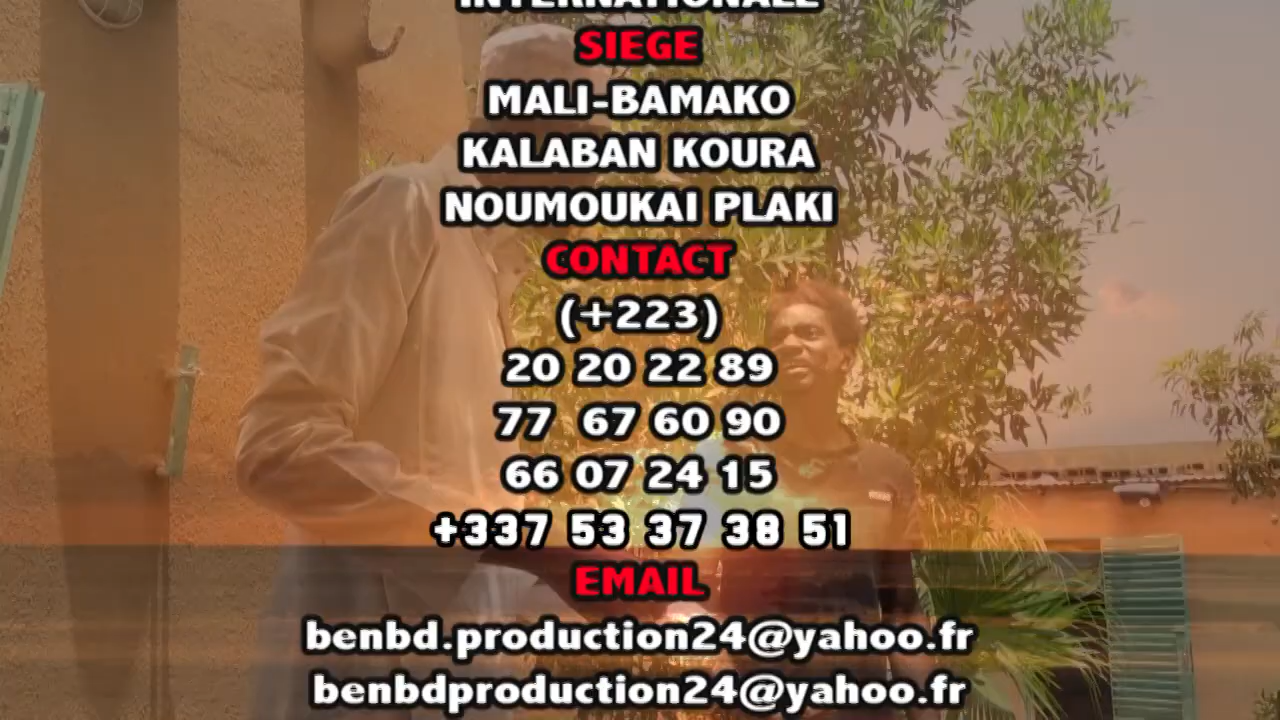 INTERNATIONALE
SIEGE
MALI-BAMAKO
KALABAN KOURA
NOUMOUKAI PLAKI
CONTACT
(+223)
20 20 22 89
77 67 60 90
66 07 24 15
+337 53 37 38 51
EMAIL
benbd.production24@yahoo.fr
benbdproduction24@yahoo.fr